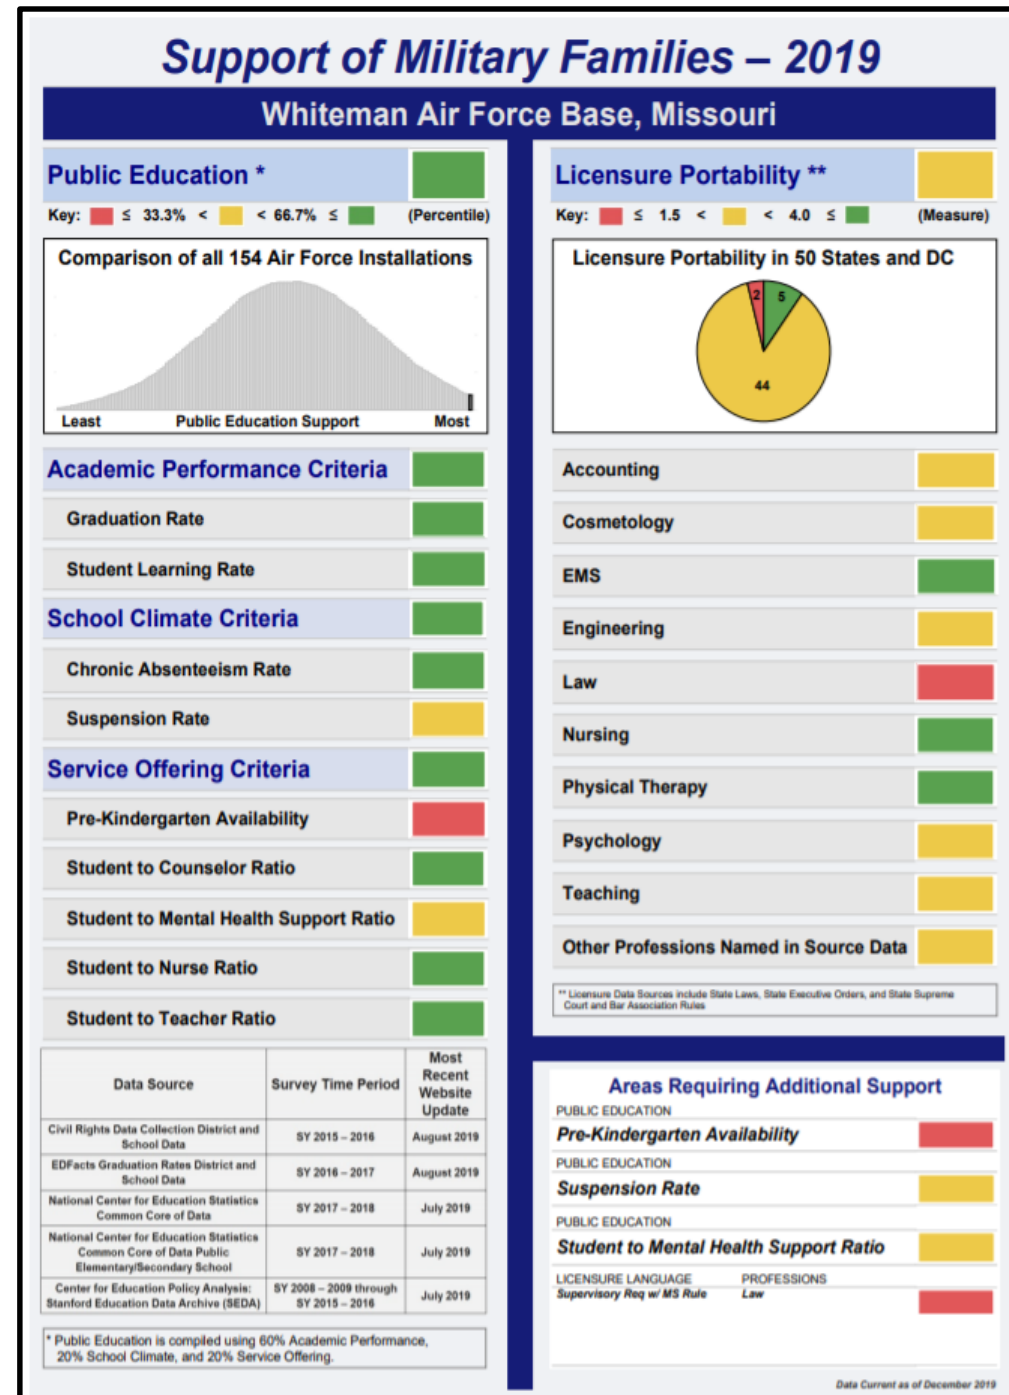 Support of Military Families – 2019
Whiteman Air Force Base, Missouri
Public Education *
Key: ≤ 33.3% < < 66.7% ≤ (Percentile)
Comparison of all 154 Air Force Installations
Least Public Education Support Most
Academic Performance Criteria
Graduation Rate
Student Learning Rate
School Climate Criteria
Chronic Absenteeism Rate
Suspension Rate
Service Offering Criteria
Pre-Kindergarten Availability
Student to Counselor Ratio
Student to Mental Health Support Ratio
Student to Nurse Ratio
Student to Teacher Ratio
Data Source Survey Time Period Most
Recent
Website
Update
Civil Rights Data Collection District and
School Data SY 2015 – 2016 August 2019
EDFacts Graduation Rates District and
School Data SY 2016 – 2017 August 2019
National Center for Education Statistics
Common Core of Data SY 2017 – 2018 July 2019
National Center for Education Statistics
Common Core of Data Public
Elementary/Secondary School SY 2017 – 2018 July 2019
Center for Education Policy Analysis:
Stanford Education Data Archive (SEDA) SY 2008 – 2009 through
SY 2015 – 2016 July 2019
* Public Education is compiled using 60% Academic Performance,
20% School Climate, and 20% Service Offering.
Licensure Portability **
Key: ≤ 1.5 < < 4.0 ≤ (Measure)
Licensure Portability in 50 States and DC
2 5
44
Accounting
Cosmetology
EMS
Engineering
Law
Nursing
Physical Therapy
Psychology
Teaching
Other Professions Named in Source Data
** Licensure Data Sources include State Laws, State Executive Orders, and State Supreme
Court and Bar Association Rules
Areas Requiring Additional Support
PUBLIC EDUCATION
Pre-Kindergarten Availability
PUBLIC EDUCATION
Suspension Rate
PUBLIC EDUCATION
Student to Mental Health Support Ratio
LICENSURE LANGUAGE PROFESSIONS
Supervisory Req w/ MS Rule Law
Data Current as of December 2019